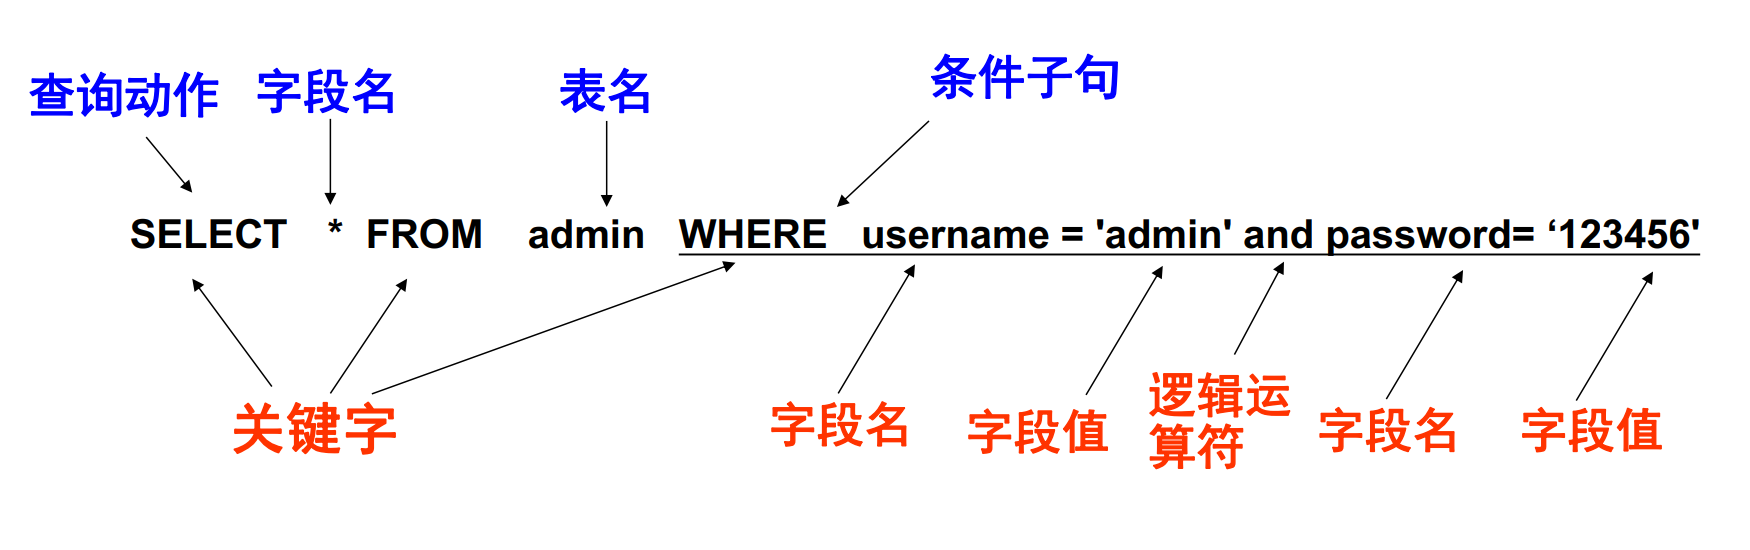 查询动作 字段名 表名 条件子句
SELECT * FROM admin WHERE username = 'admin' and password= ‘123456'
关键字 字段名 字段值 逻辑运 字段名 字段值
算符